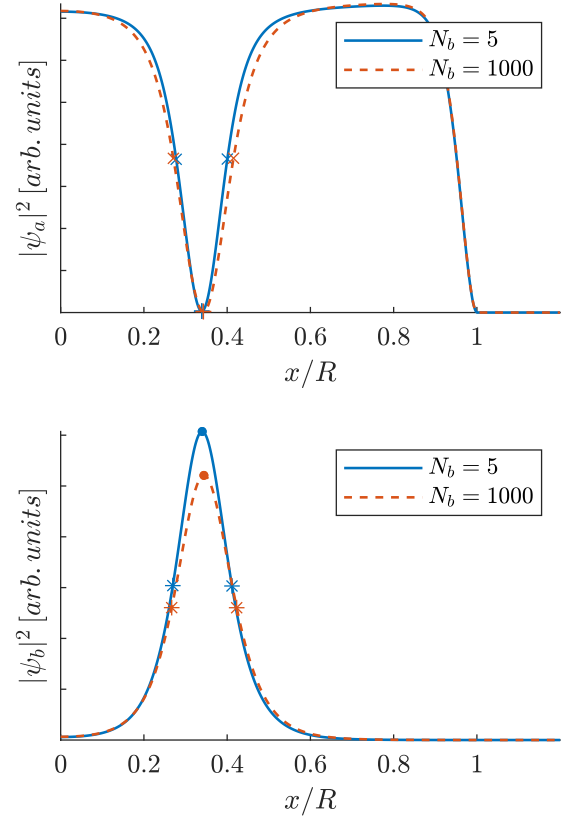 N_b = 5
N_b = 1000
|ψ_a|^2 [arb. units]
0 0.2 0.4 0.6 0.8 1
x/R
N_b = 5
N_b = 1000
|ψ_b|^2 [arb. units]
0 0.2 0.4 0.6 0.8 1
x/R